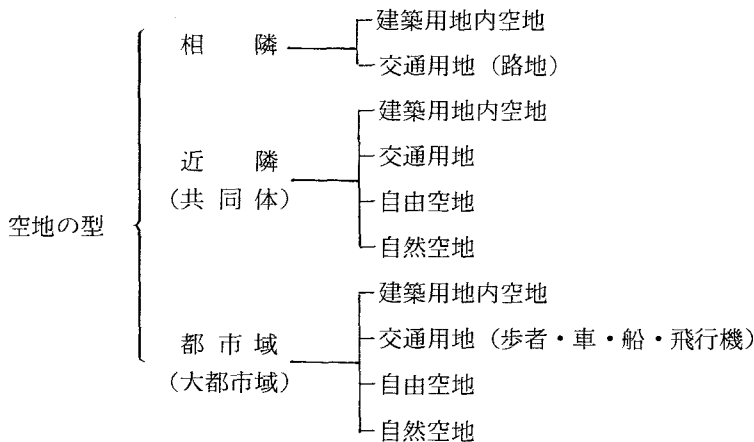 空地の型
相隣
建築用地内空地
交通用地（路地）
近隣
（共同体）
建築用地内空地
交通用地
自由空地
自然空地
都市域
（大都市域）
建築用地内空地
交通用地（歩者・車・船・飛行機）
自由空地
自然空地